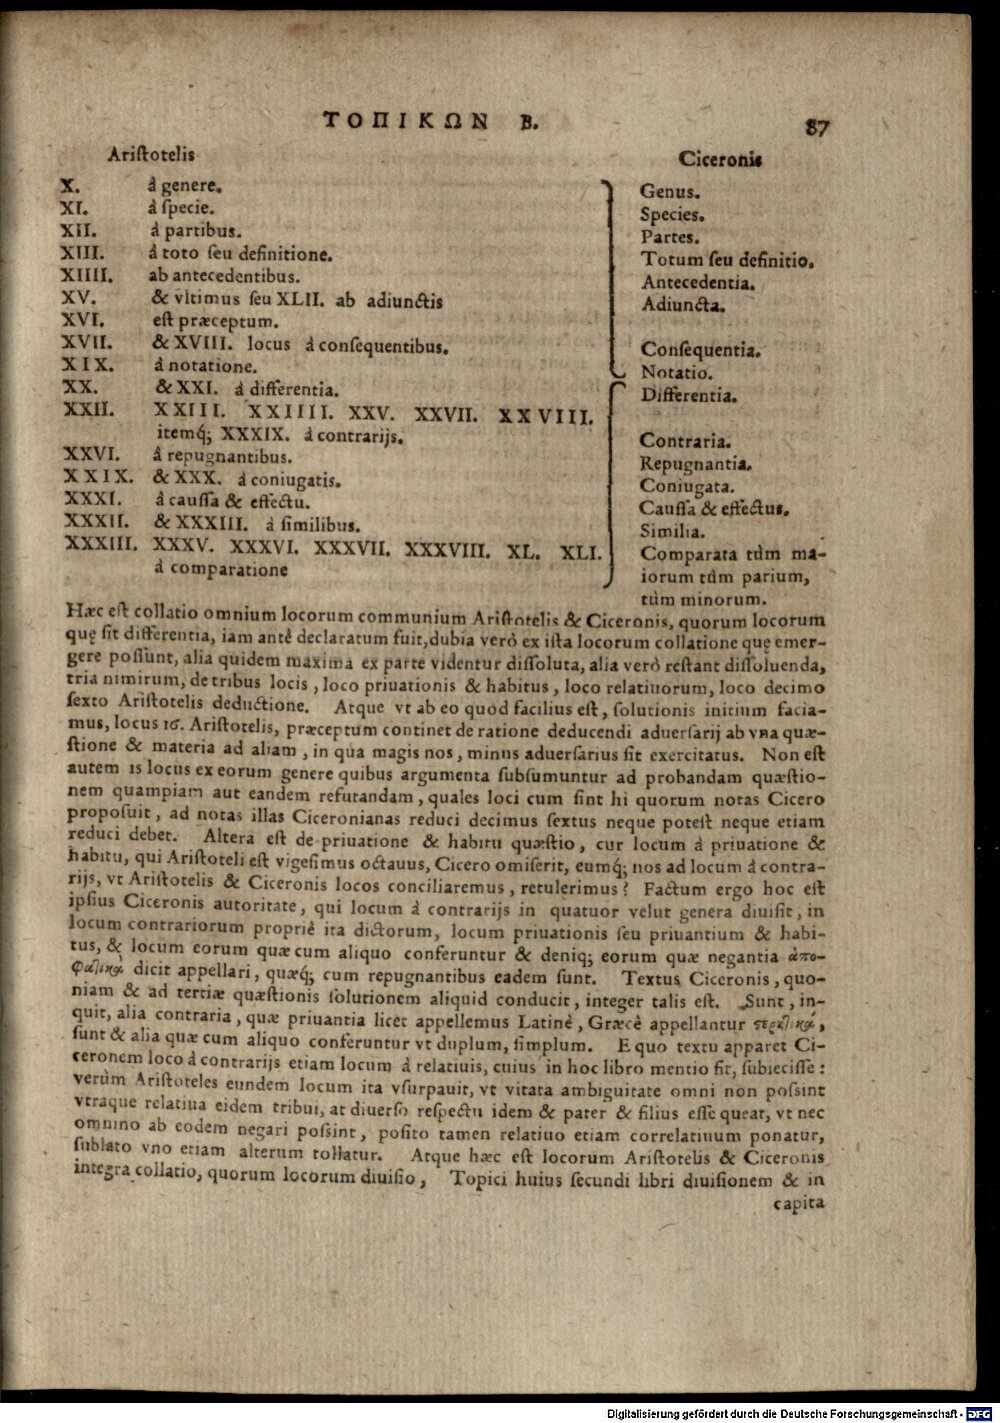 ΤΟΠΙΚΩΝ Β. 87
Aristotelis Ciceronis
X. à genere. Genus.
XI. à specie. Species.
XII. à partibus. Partes.
XIII. à toto seu definitione. Totum seu definitio.
XIIII. ab antecedentibus. Antecedentia.
XV. & vltimus seu XLII. ab adiunctis Adiuncta.
XVI. est præceptum.
XVII. & XVIII. locus à consequentibus. Consequentia.
XIX. à notatione. Notatio.
XX. & XXI. à differentia. Differentia.
XXII. XXIII. XXIIII. XXV. XXVII. XXVIII.
itemq́; XXXIX. à contrarijs. Contraria.
XXVI. à repugnantibus. Repugnantia.
XXIX. & XXX. à coniugatis. Coniugata.
XXXI. à caussa & effectu. Caussa & effectus.
XXXII. & XXXIII. à similibus. Similia.
XXXIII. XXXV. XXXVI. XXXVII. XXXVIII. XL. XLI. Comparata tùm ma-
à comparatione iorum tùm parium,
tùm minorum.
Hæc est collatio omnium locorum communium Aristotelis & Ciceronis, quorum locorum
quę sit differentia, iam antè declaratum fuit, dubia verò ex ista locorum collatione quę emer-
gere possunt, alia quidem maxima ex parte videntur dissoluta, alia verò restant dissoluenda,
tria nimirum, de tribus locis, loco priuationis & habitus, loco relatiuorum, loco decimo
sexto Aristotelis deductione. Atque vt ab eo quod facilius est, solutionis initium facia-
mus, locus 16. Aristotelis, præceptum continet de ratione deducendi aduersarij ab vna quæ-
stione & materia ad aliam, in qua magis nos, minus aduersarius sit exercitatus. Non est
autem is locus ex eorum genere quibus argumenta subsumuntur ad probandam quæstio-
nem quampiam aut eandem refutandam, quales loci cum sint hi quorum notas Cicero
proposuit, ad notas illas Ciceronianas reduci decimus sextus neque potest neque etiam
reduci debet. Altera est de priuatione & habitu quæstio, cur locum à priuatione &
habitu, qui Aristoteli est vigesimus octauus, Cicero omiserit, eumq́; nos ad locum à contra-
rijs, vt Aristotelis & Ciceronis locos conciliaremus, retulerimus? Factum ergo hoc est
ipsius Ciceronis autoritate, qui locum à contrarijs in quatuor velut genera diuisit, in
locum contrariorum propriè ita dictorum, locum priuationis seu priuantium & habi-
tus, & locum eorum quæ cum aliquo conferuntur & deniq; eorum quæ negantia ἀπο-
φατικὰ dicit appellari, quæq́; cum repugnantibus eadem sunt. Textus Ciceronis, quo-
niam & ad tertiæ quæstionis solutionem aliquid conducit, integer talis est. Sunt, in-
quit, alia contraria, quæ priuantia licet appellemus Latinè, Græcè appellantur στερητικά,
sunt & alia quæ cum aliquo conferuntur vt duplum, simplum. E quo textu apparet Ci-
ceronem loco à contrarijs etiam locum à relatiuis, cuius in hoc libro mentio fit, subiecisse:
verùm Aristoteles eundem locum ita vsurpauit, vt vitata ambiguitate omni non possint
vtraque relatiua eidem tribui, at diuerso respectu idem & pater & filius esse queat, vt nec
omnino ab eodem negari possint, posito tamen relatiuo etiam correlatiuum ponatur,
sublato vno etiam alterum tollatur. Atque hæc est locorum Aristotelis & Ciceronis
integra collatio, quorum locorum diuisio, Topici huius secundi libri diuisionem & in
capita
Digitalisierung gefördert durch die Deutsche Forschungsgemeinschaft - DFG